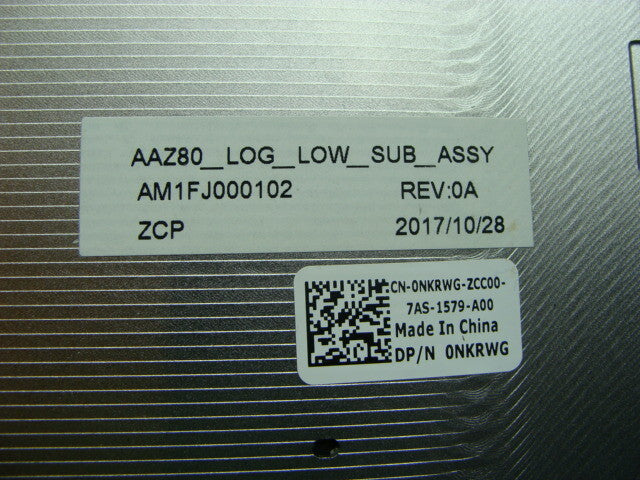 AAZ80__LOG__LOW__SUB__ASSY
AM1FJ000102 REV:0A
ZCP 2017/10/28
CN-0NKRWG-ZCC00-
7AS-1579-A00
Made In China
DP/N 0NKRWG